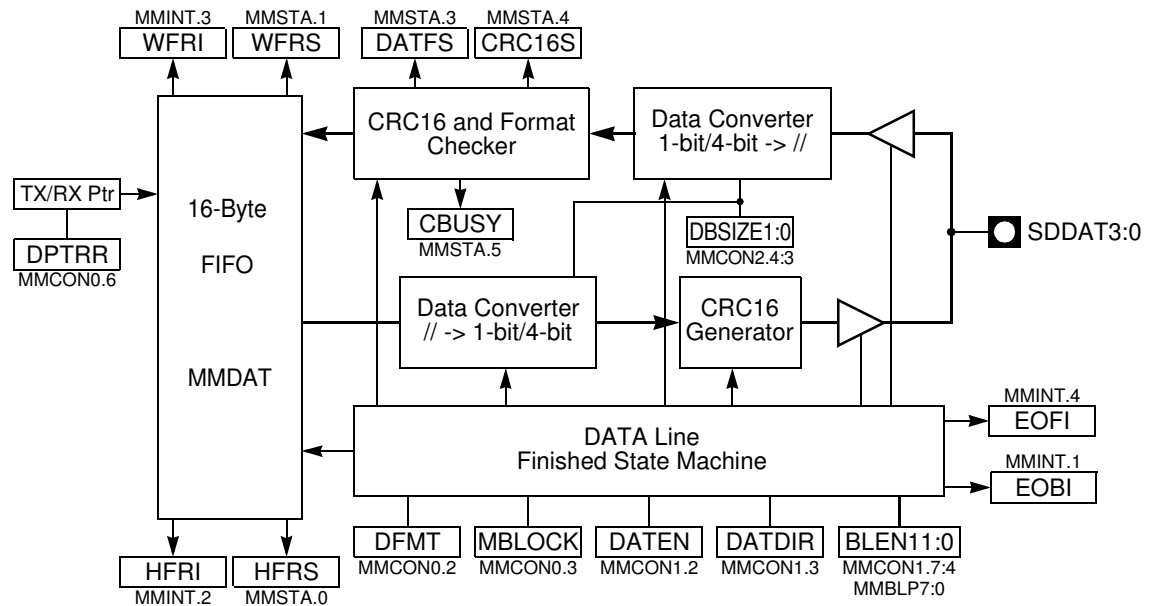 MMINT.3
MMSTA.1
MMSTA.3
MMSTA.4
WFRI
WFRS
DATFS
CRC16S
CRC16 and Format
Checker
Data Converter
1-bit/4-bit -> //
TX/RX Ptr
DPTRR
MMCON0.6
16-Byte
FIFO
MMDAT
CBUSY
MMSTA.5
DBSIZE1:0
MMCON2.4:3
SDDAT3:0
Data Converter
// -> 1-bit/4-bit
CRC16
Generator
DATA Line
Finished State Machine
MMINT.4
EOFI
MMINT.1
EOBI
HFRI
MMINT.2
HFRS
MMSTA.0
DFMT
MMCON0.2
MBLOCK
MMCON0.3
DATEN
MMCON1.2
DATDIR
MMCON1.3
BLEN11:0
MMCON1.7:4
MMBLP7:0